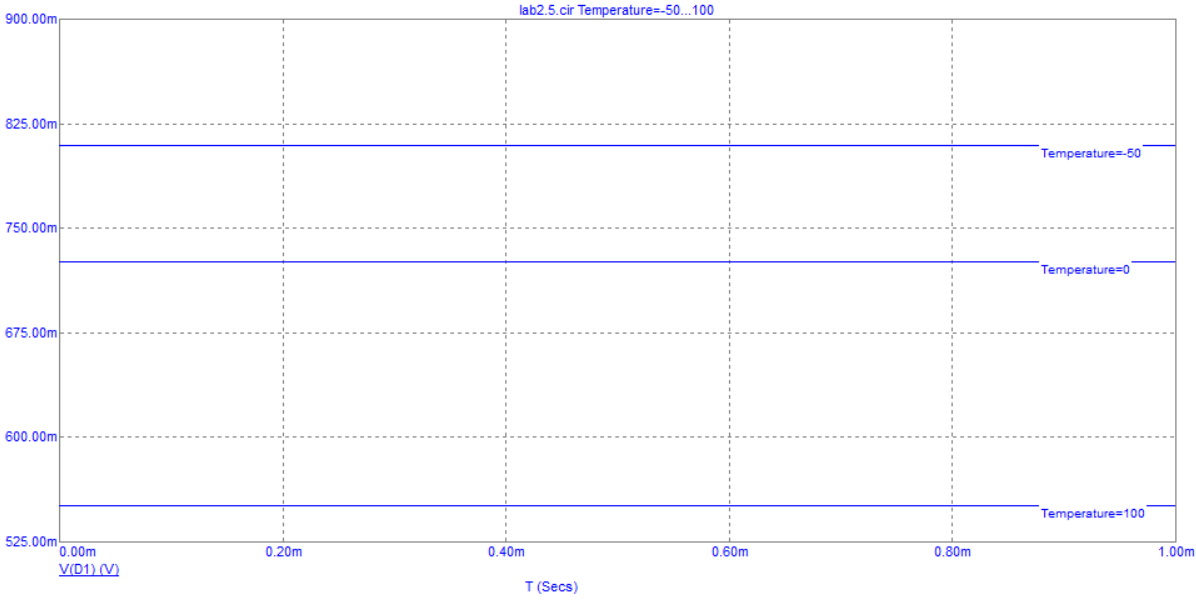 lab2.5.cir Temperature=-50...100
900.00m
825.00m
Temperature=-50
750.00m
Temperature=0
675.00m
600.00m
Temperature=100
525.00m
0.00m 0.20m 0.40m 0.60m 0.80m 1.00m
V(D1) (V)
T (Secs)